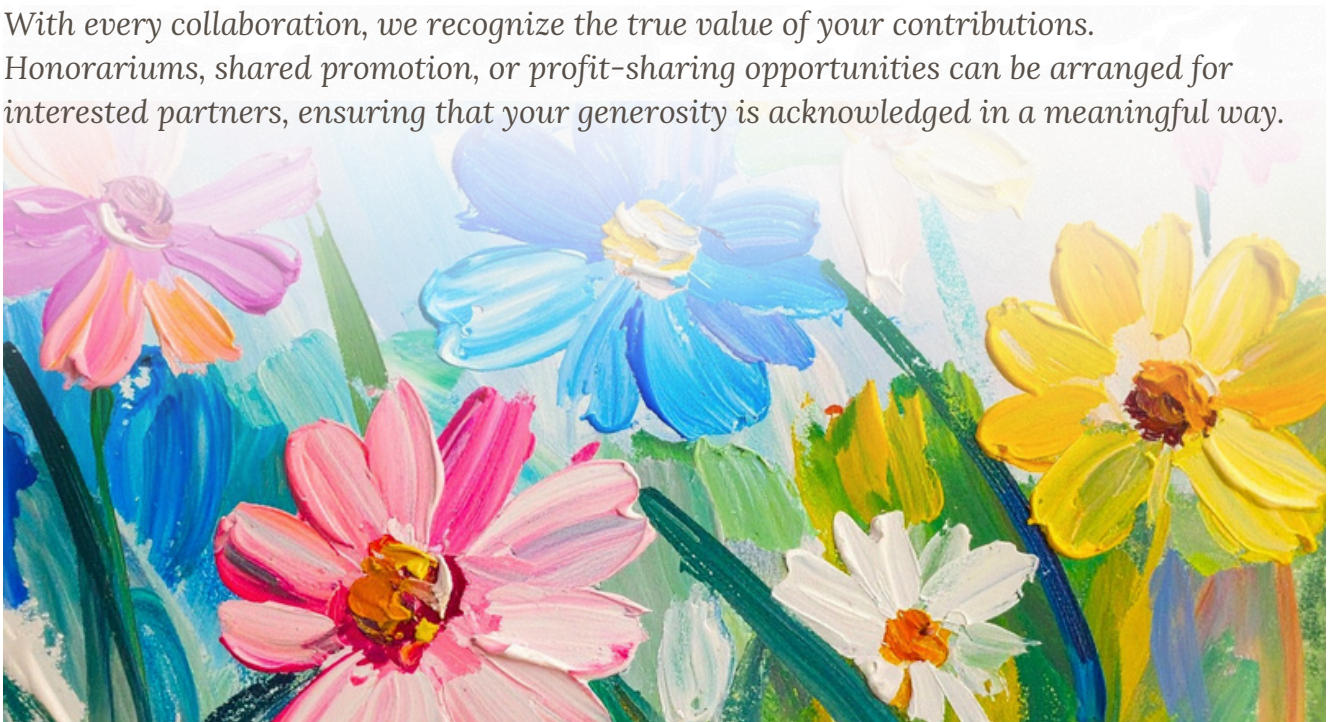 With every collaboration, we recognize the true value of your contributions.
Honorariums, shared promotion, or profit-sharing opportunities can be arranged for
interested partners, ensuring that your generosity is acknowledged in a meaningful way.